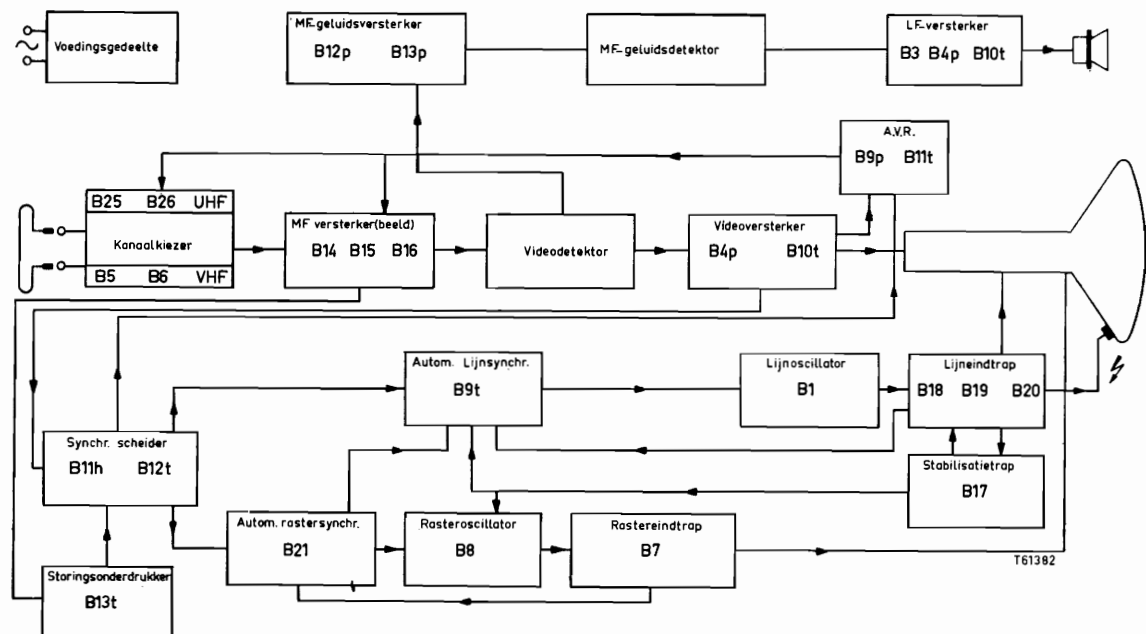 Voedingsgedeelte
MF-geluidsversterker
B12p B13p
MF-geluidsdetektor
LF-versterker
B3 B4p B10t
A.V.R.
B9p B11t
B25 B26 UHF
Kanaalkiezer
B5 B6 VHF
MF versterker(beeld)
B14 B15 B16
Videodetektor
Videoversterker
B4p B10t
Autom. Lijnsynchr.
B9t
Lijnoscillator
B1
Lijneindtrap
B18 B19 B20
Synchr. scheider
B11h B12t
Stabilisatietrap
B17
Autom. rastersynchr.
B21
Rasteroscillator
B8
Rastereindtrap
B7
T61382
Storingsonderdrukker
B13t